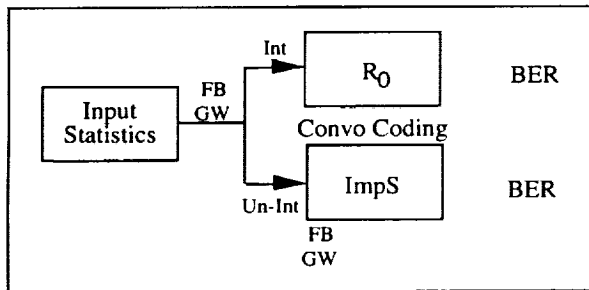 Int
R0
BER
FB
GW
Input
Statistics
Convo Coding
ImpS
BER
Un-Int
FB
GW